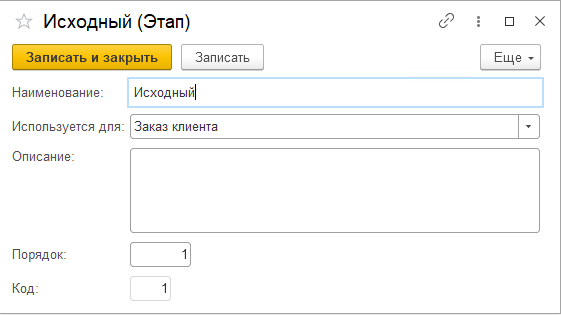 Исходный (Этап)
Записать и закрыть
Записать
Еще
Наименование: Исходный
Используется для: Заказ клиента
Описание:
Порядок: 1
Код: 1